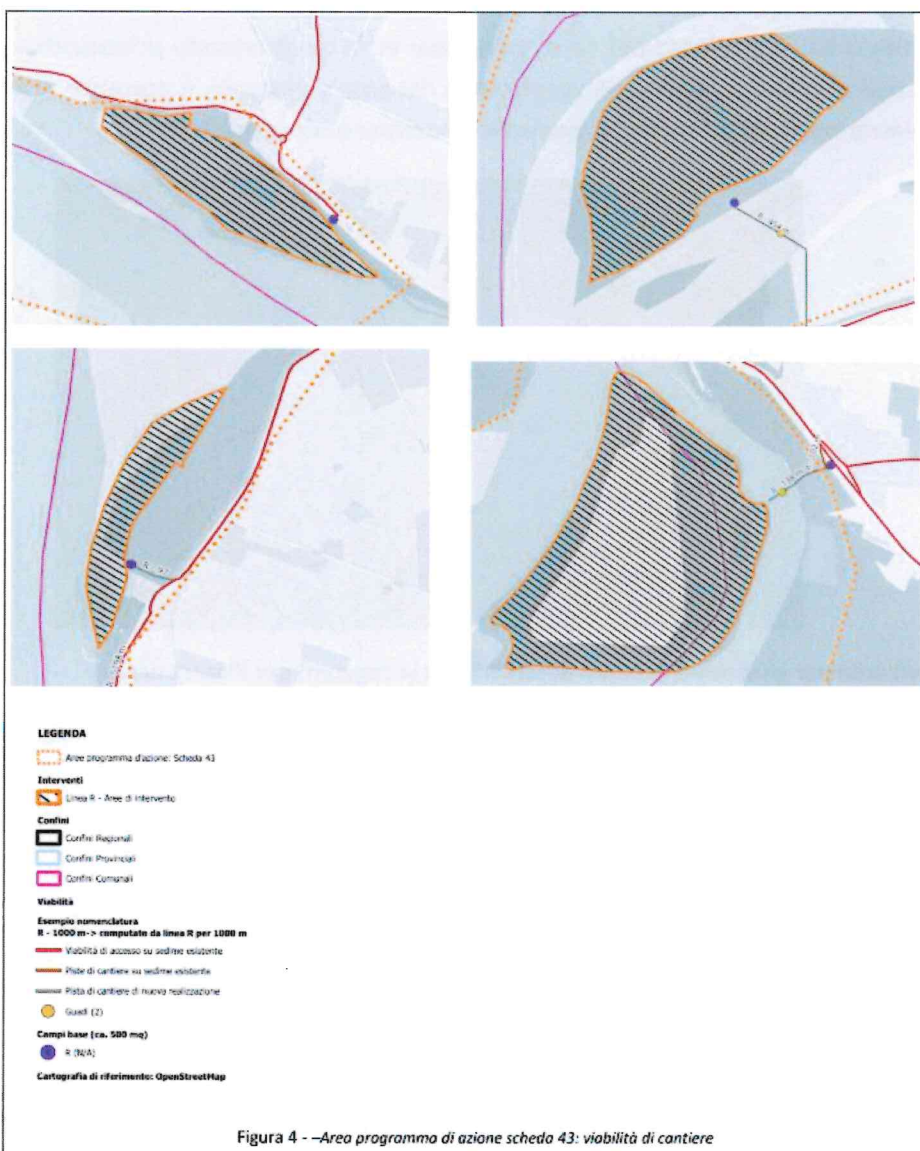 LEGENDA
Aree programma d'azione: Scheda 43
Interventi
Linea R - Aree di intervento
Confini
Confini Regionali
Confini Provinciali
Confini Comunali
Viabilità
Esempio nomenclatura
R - 1000 m-> computato da linea R per 1000 m
Viabilità di accesso su sedime esistente
Piste di cantiere su sedime esistente
Pista di cantiere di nuova realizzazione
Guadi (2)
Campi base (ca. 500 mq)
R (N/A)
Cartografia di riferimento: OpenStreetMap
Figura 4 - –Area programma di azione scheda 43: viabilità di cantiere